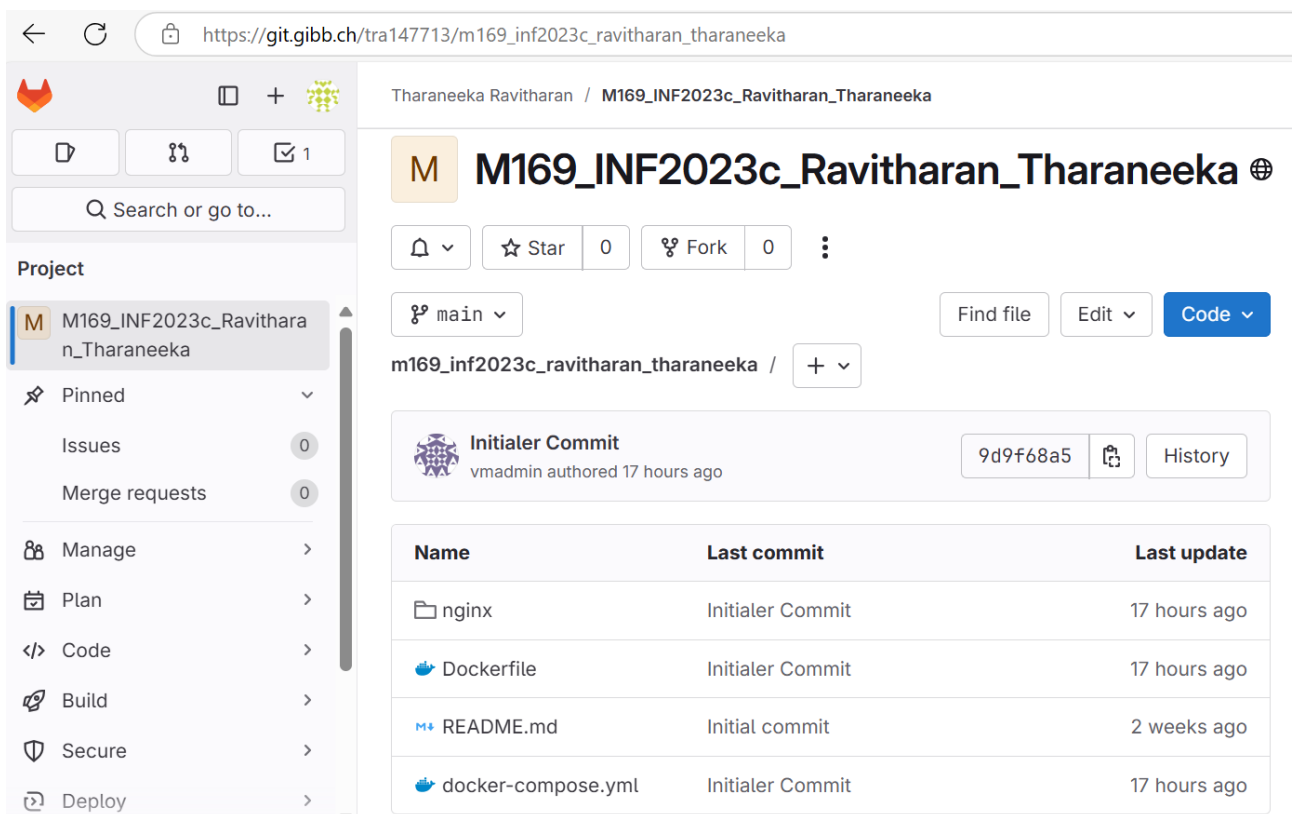 https://git.gibb.ch/tra147713/m169_inf2023c_ravitharan_tharaneeka
1
Search or go to...
Project
M M169_INF2023c_Ravithara
n_Tharaneeka
Pinned
Issues 0
Merge requests 0
Manage
Plan
Code
Build
Secure
Deploy
Tharaneeka Ravitharan / M169_INF2023c_Ravitharan_Tharaneeka
M M169_INF2023c_Ravitharan_Tharaneeka
Star 0 Fork 0
main Find file Edit Code
m169_inf2023c_ravitharan_tharaneeka / +
Initialer Commit
vmadmin authored 17 hours ago
9d9f68a5 History
Name Last commit Last update
nginx Initialer Commit 17 hours ago
Dockerfile Initialer Commit 17 hours ago
README.md Initial commit 2 weeks ago
docker-compose.yml Initialer Commit 17 hours ago